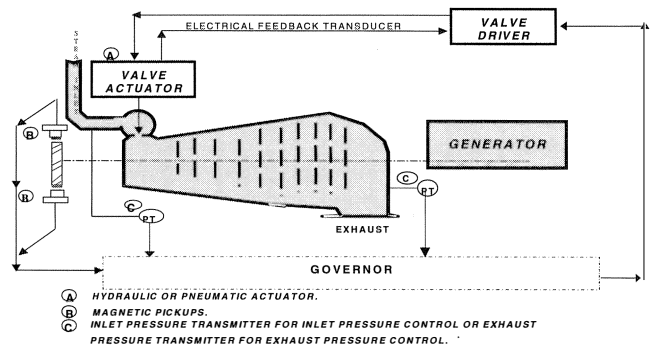 ELECTRICAL FEEDBACK TRANSDUCER
VALVE
DRIVER
A
VALVE
ACTUATOR
B
B
GENERATOR
C
PT
C
PT
EXHAUST
GOVERNOR
A HYDRAULIC OR PNEUMATIC ACTUATOR.
B MAGNETIC PICKUPS.
C INLET PRESSURE TRANSMITTER FOR INLET PRESSURE CONTROL OR EXHAUST
PRESSURE TRANSMITTER FOR EXHAUST PRESSURE CONTROL.